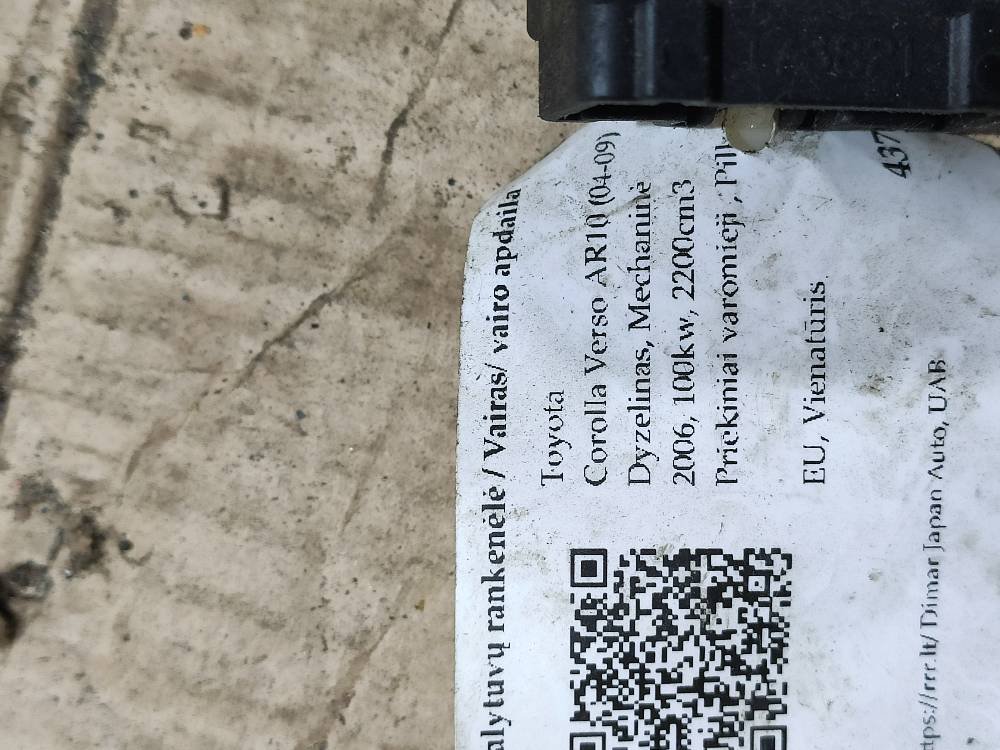 alytuvų rankenėlė / Vairas/ vairo apdaila
Toyota
Corolla Verso AR10 (04-09)
Dyzelinas, Mechaninė
2006, 100kw, 2200cm3
Priekiniai varomieji ,
EU, Vienatūris
437
tps://rrr.lt/ Dimar Japan Auto, UAB